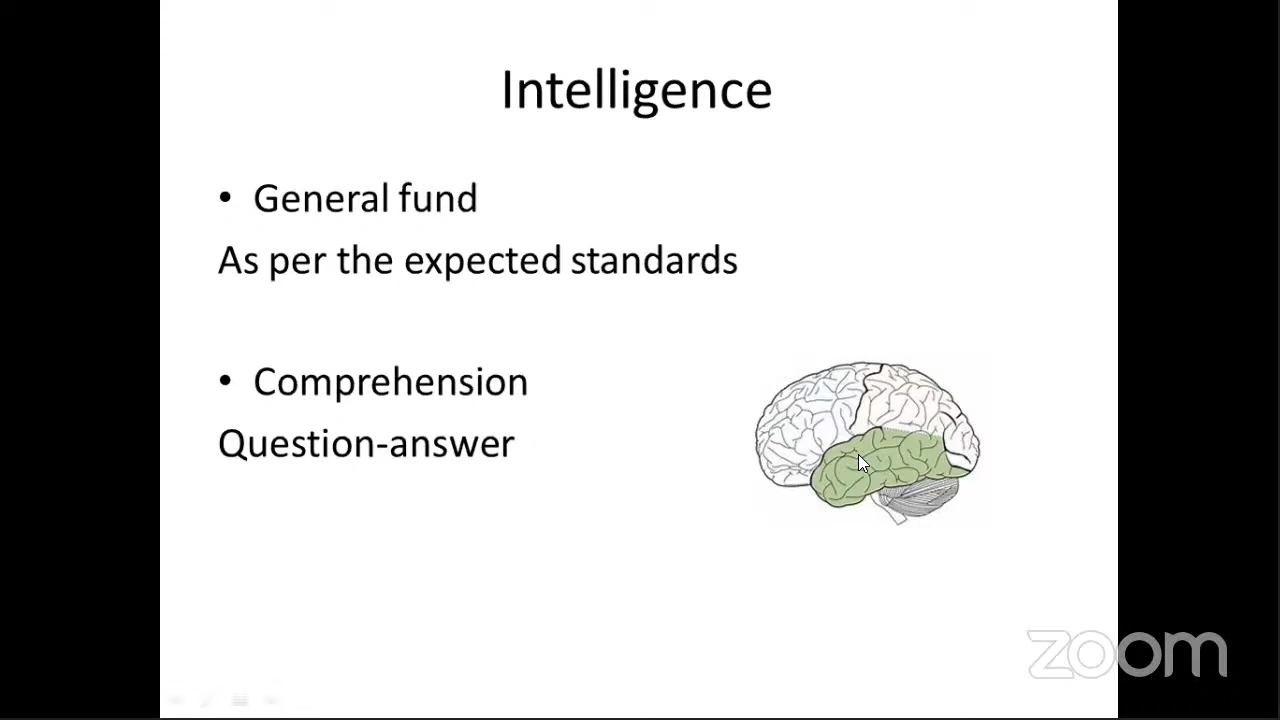 Intelligence
• General fund
As per the expected standards
• Comprehension
Question-answer
zoom